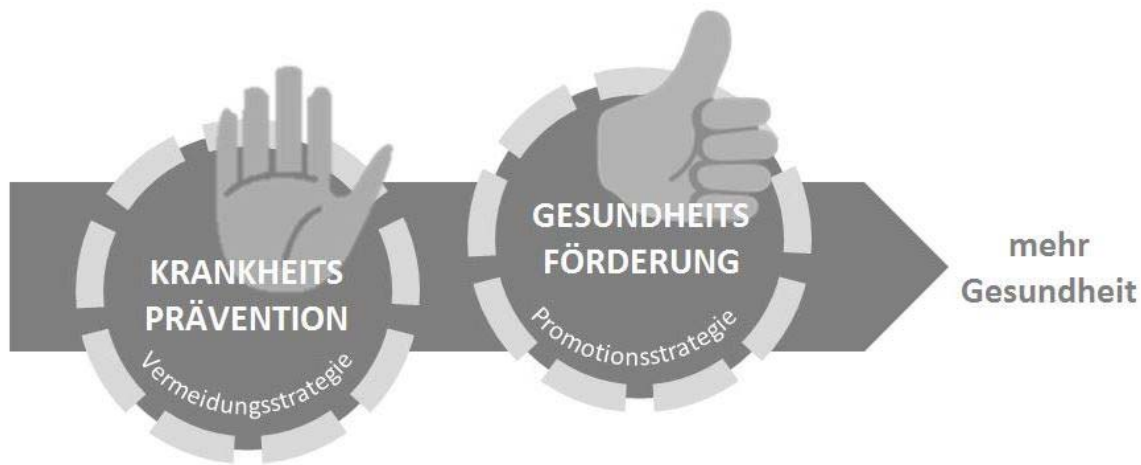 KRANKHEITS
PRÄVENTION
Vermeidungsstrategie
GESUNDHEITS
FÖRDERUNG
Promotionsstrategie
mehr
Gesundheit